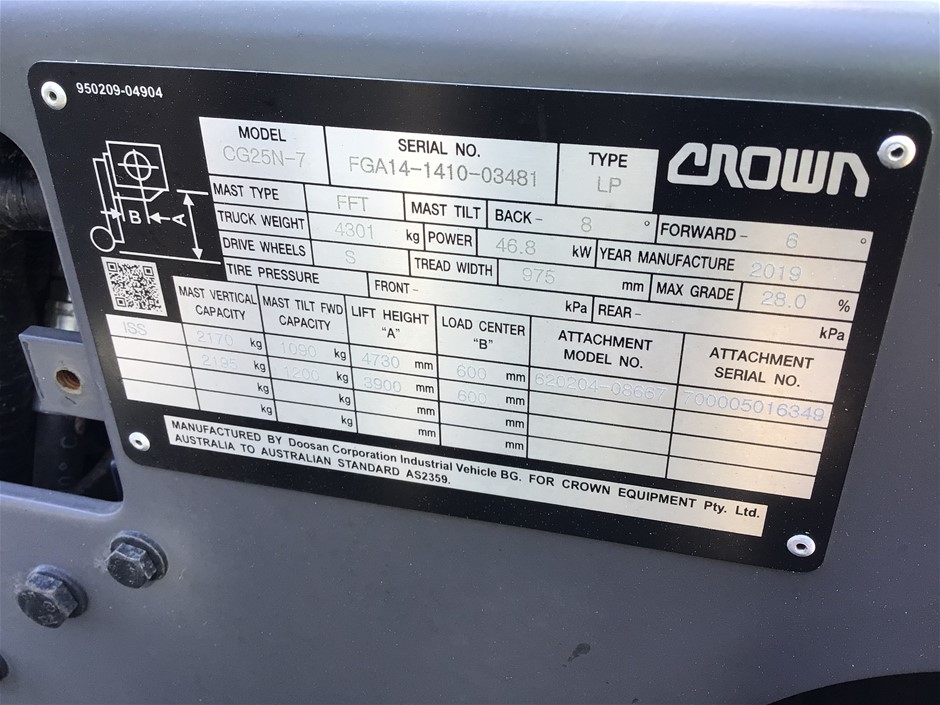 950209-04904
MODEL
CG25N-7
SERIAL NO.
FGA14-1410-03481
TYPE
LP
CROWN
MAST TYPE FFT MAST TILT BACK - 8 ° FORWARD - 6 °
TRUCK WEIGHT 4301 kg POWER 46.8 kW YEAR MANUFACTURE 2019
DRIVE WHEELS S TREAD WIDTH 975 mm MAX GRADE 28.0 %
TIRE PRESSURE FRONT - kPa REAR - kPa
B A
MAST VERTICAL CAPACITY
MAST TILT FWD CAPACITY
LIFT HEIGHT "A"
LOAD CENTER "B"
ATTACHMENT MODEL NO.
ATTACHMENT SERIAL NO.
ISS 2170 kg 1090 kg 4730 mm 600 mm 620204-08667 700005016349
2195 kg 1200 kg 3900 mm 600 mm
kg kg mm mm
kg kg mm mm
MANUFACTURED BY Doosan Corporation Industrial Vehicle BG. FOR CROWN EQUIPMENT Pty. Ltd.
AUSTRALIA TO AUSTRALIAN STANDARD AS2359.